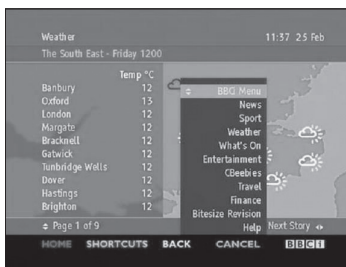 Weather 11:37 25 Feb
The South East - Friday 1200
Temp °C
Banbury 12
Oxford 13
London 12
Margate 12
Bracknell 12
Gatwick 12
Tunbridge Wells 12
Dover 12
Hastings 12
Brighton 12
BBCi Menu
News
Sport
Weather
What's On
Entertainment
CBeebies
Travel
Finance
Bitesize Revision
Help
Page 1 of 9 Next Story
HOME SHORTCUTS BACK CANCEL BBCi